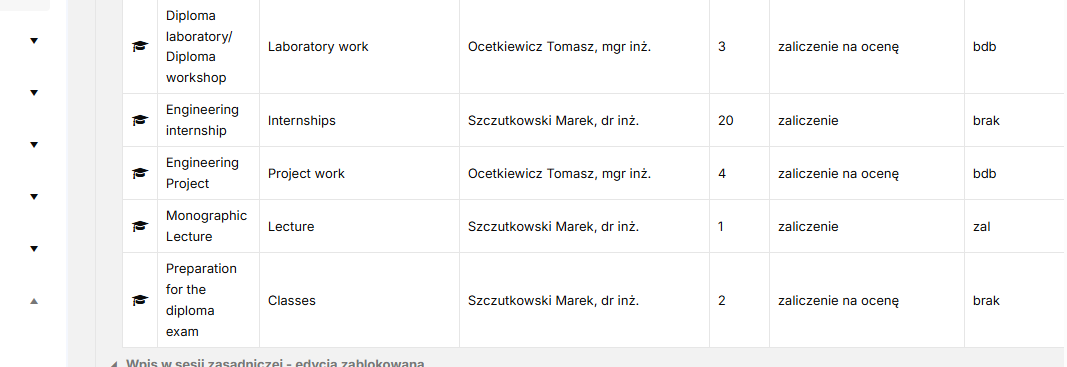 Diploma
laboratory/
Diploma
workshop
Laboratory work
Ocetkiewicz Tomasz, mgr inż.
3
zaliczenie na ocenę
bdb
Engineering
internship
Internships
Szczutkowski Marek, dr inż.
20
zaliczenie
brak
Engineering
Project
Project work
Ocetkiewicz Tomasz, mgr inż.
4
zaliczenie na ocenę
bdb
Monographic
Lecture
Lecture
Szczutkowski Marek, dr inż.
1
zaliczenie
zal
Preparation
for the
diploma
exam
Classes
Szczutkowski Marek, dr inż.
2
zaliczenie na ocenę
brak
Wpis w sesji zasadniczej - edycja zablokowana